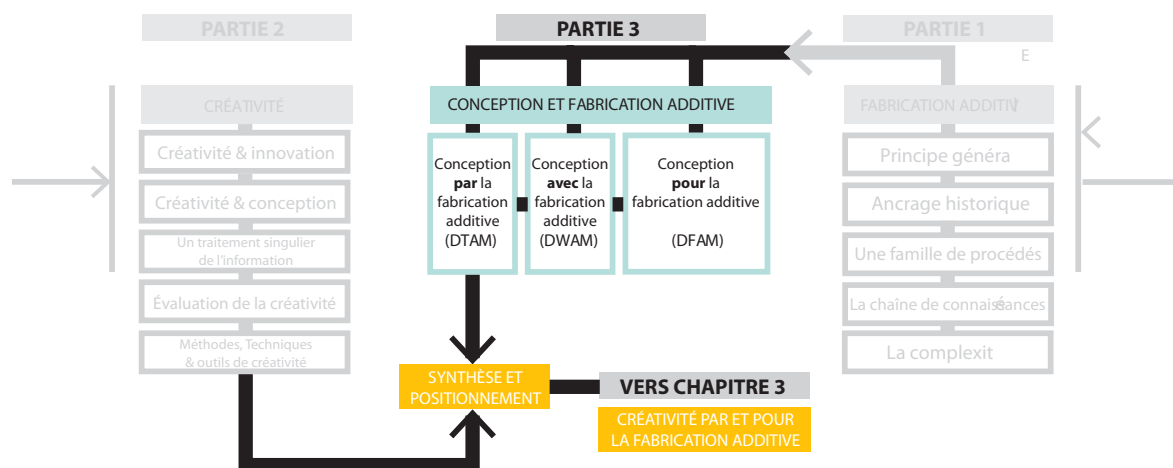 PARTIE 2
CRÉATIVITÉ
Créativité & innovation
Créativité & conception
Un traitement singulier
de l'information
Évaluation de la créativité
Méthodes, Techniques
& outils de créativité
PARTIE 3
CONCEPTION ET FABRICATION ADDITIVE
Conception
par la
fabrication
additive
(DTAM)
Conception
avec la
fabrication
additive
(DWAM)
Conception
pour la
fabrication additive
(DFAM)
SYNTHÈSE ET
POSITIONNEMENT
VERS CHAPITRE 3
CRÉATIVITÉ PAR ET POUR
LA FABRICATION ADDITIVE
PARTIE 1
E
FABRICATION ADDITIV
Principe généra
Ancrage historique
Une famille de procédés
La chaîne de connaissances
La complexit